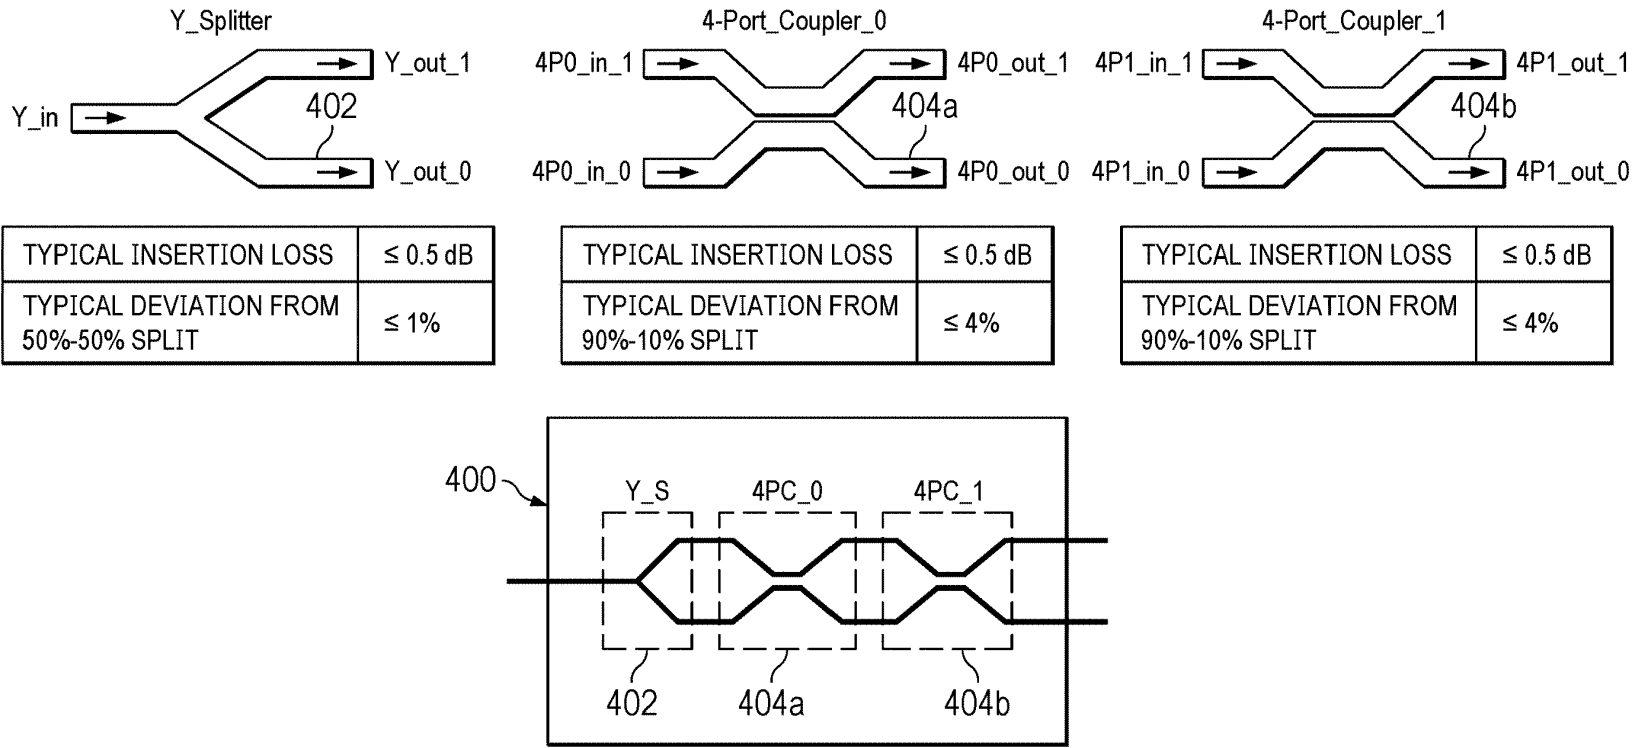 Y_Splitter
Y_in
Y_out_1
402
Y_out_0
TYPICAL INSERTION LOSS ≤ 0.5 dB
TYPICAL DEVIATION FROM
50%-50% SPLIT
≤ 1%
4-Port_Coupler_0
4P0_in_1
4P0_out_1
404a
4P0_in_0
4P0_out_0
TYPICAL INSERTION LOSS ≤ 0.5 dB
TYPICAL DEVIATION FROM
90%-10% SPLIT
≤ 4%
4-Port_Coupler_1
4P1_in_1
4P1_out_1
404b
4P1_in_0
4P1_out_0
TYPICAL INSERTION LOSS ≤ 0.5 dB
TYPICAL DEVIATION FROM
90%-10% SPLIT
≤ 4%
400
Y_S
4PC_0
4PC_1
402
404a
404b